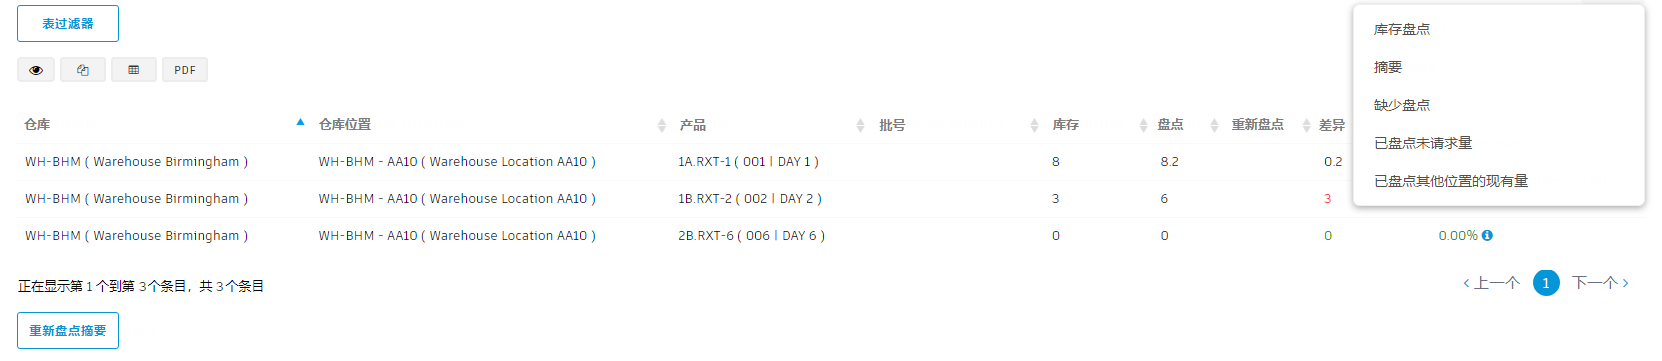 表过滤器
PDF
库存盘点
摘要
缺少盘点
已盘点未请求量
已盘点其他位置的现有量
仓库 仓库位置 产品 批号 库存 盘点 重新盘点 差异
WH-BHM ( Warehouse Birmingham ) WH-BHM - AA10 ( Warehouse Location AA10 ) 1A.RXT-1 ( 001 | DAY 1 ) 8 8.2 0.2
WH-BHM ( Warehouse Birmingham ) WH-BHM - AA10 ( Warehouse Location AA10 ) 1B.RXT-2 ( 002 | DAY 2 ) 3 6 3
WH-BHM ( Warehouse Birmingham ) WH-BHM - AA10 ( Warehouse Location AA10 ) 2B.RXT-6 ( 006 | DAY 6 ) 0 0 0 0.00%
正在显示第 1 个到第 3个条目，共 3 个条目
上一个 1 下一个
重新盘点摘要